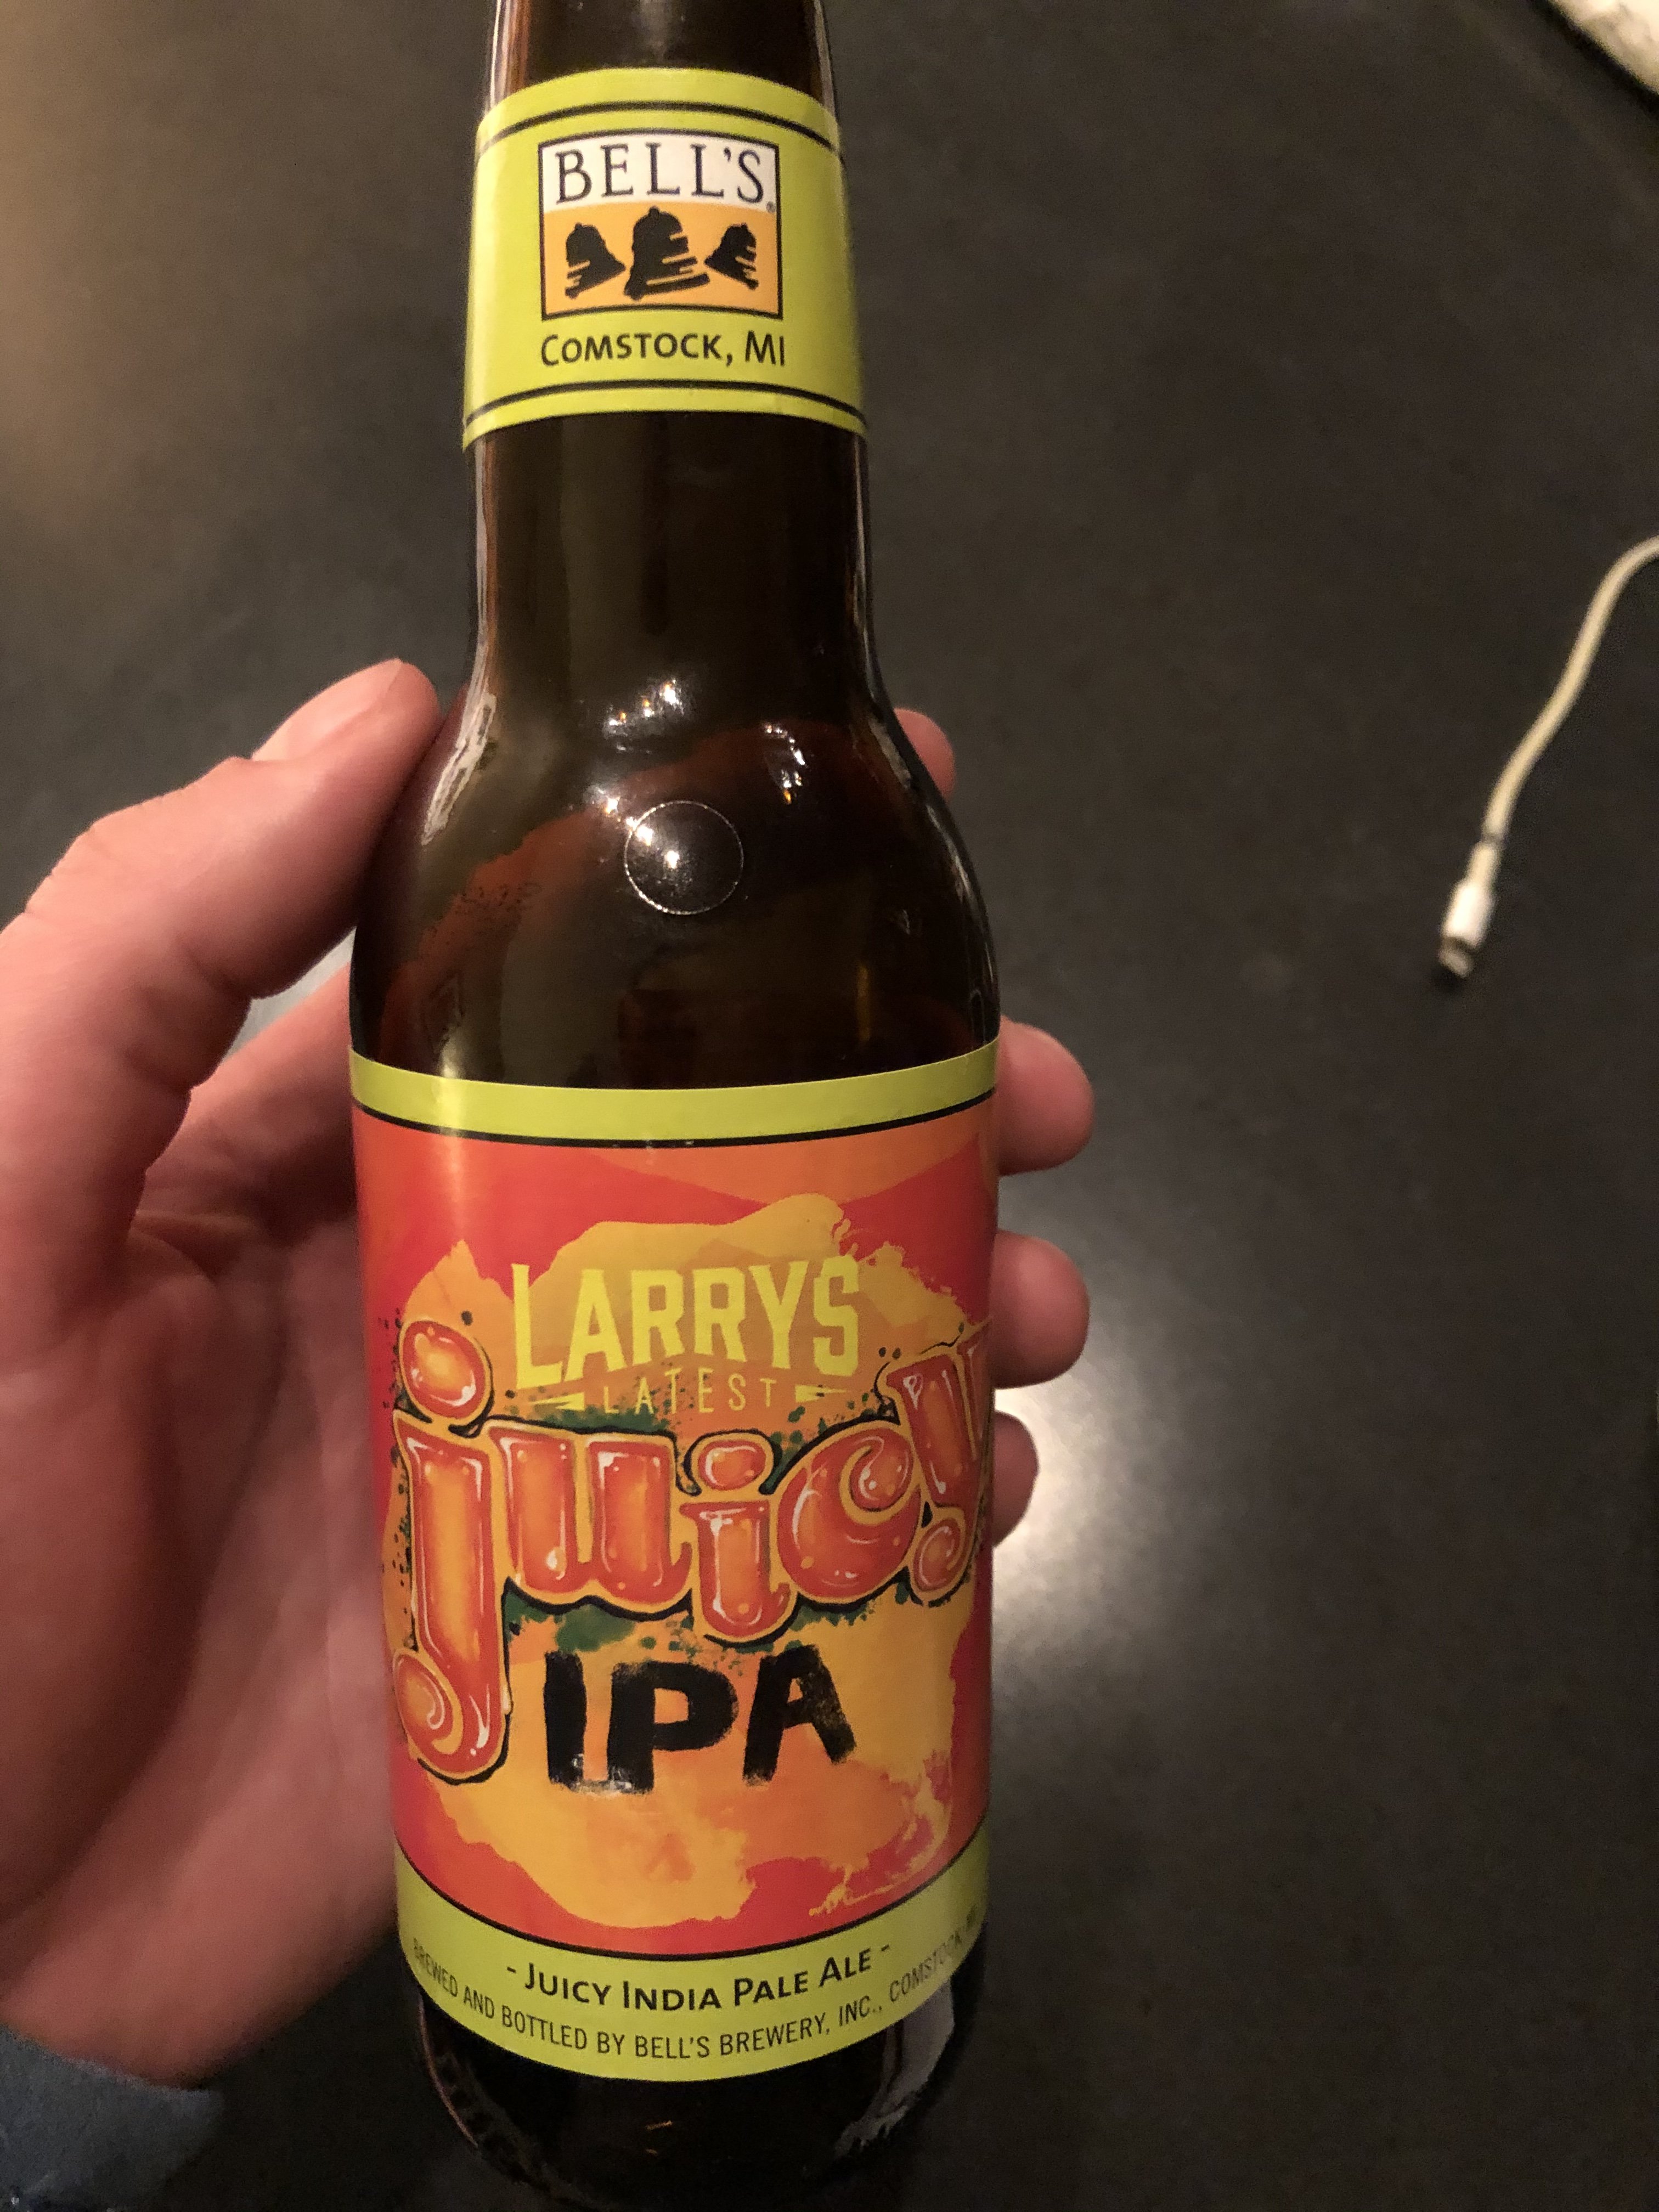 BELL'S®
COMSTOCK, MI
LARRYS
LATEST
juicy
IPA
- JUICY INDIA PALE ALE -
BREWED AND BOTTLED BY BELL'S BREWERY, INC., COMSTOCK,